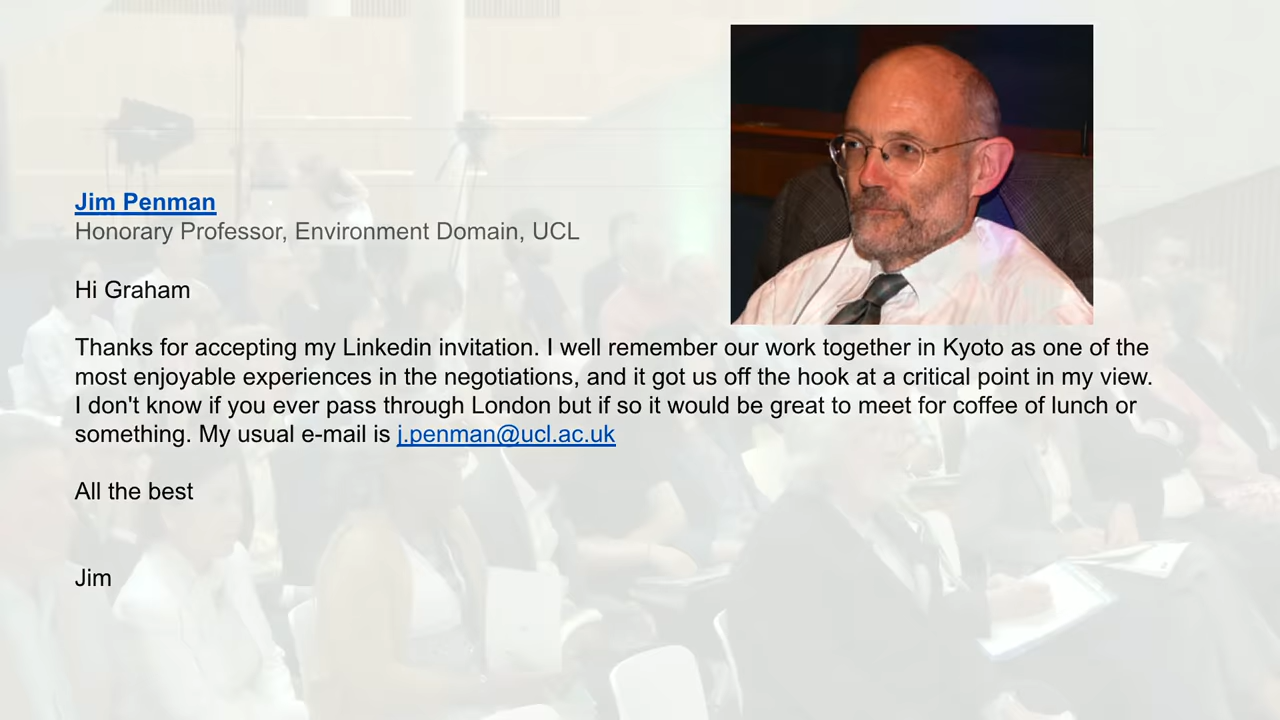 Jim Penman
Honorary Professor, Environment Domain, UCL
Hi Graham
Thanks for accepting my Linkedin invitation. I well remember our work together in Kyoto as one of the
most enjoyable experiences in the negotiations, and it got us off the hook at a critical point in my view.
I don't know if you ever pass through London but if so it would be great to meet for coffee of lunch or
something. My usual e-mail is j.penman@ucl.ac.uk
All the best
Jim